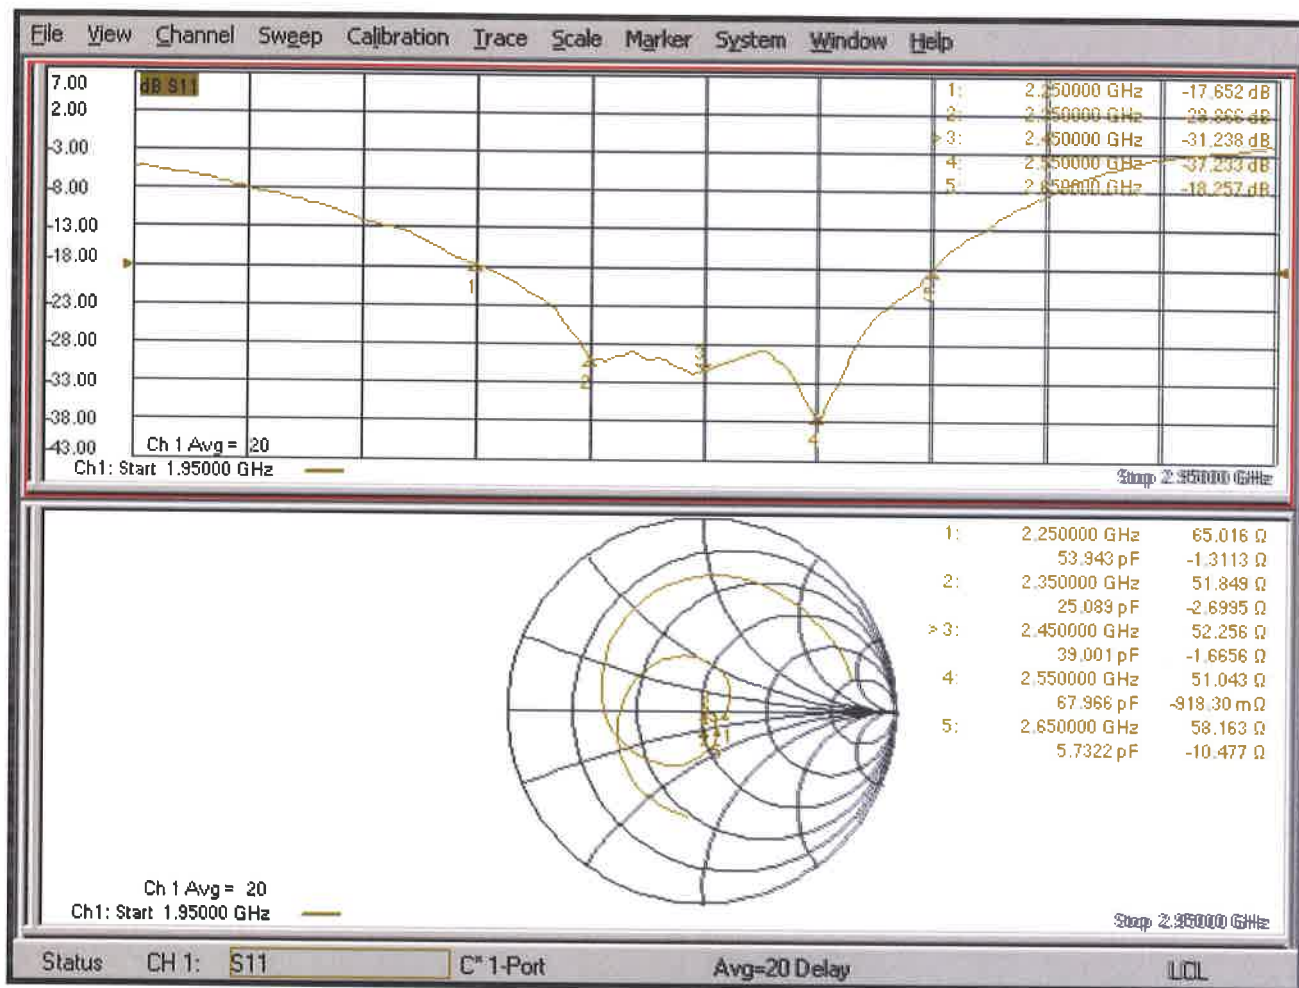 File View Channel Sweep Calibration Trace Scale Marker System Window Help
7.00
2.00
-3.00
-8.00
-13.00
-18.00
-23.00
-28.00
-33.00
-38.00
-43.00
dB S11
1: 2.250000 GHz -17.652 dB
2: 2.350000 GHz -28.866 dB
> 3: 2.450000 GHz -31.238 dB
4: 2.550000 GHz -37.233 dB
5: 2.650000 GHz -18.257 dB
1
2
3
4
5
Ch 1 Avg = 20
Ch1: Start 1.95000 GHz
Stop 2.95000 GHz
1: 2.250000 GHz 65.016 Ω
53.943 pF -1.3113 Ω
2: 2.350000 GHz 51.849 Ω
25.089 pF -2.6995 Ω
> 3: 2.450000 GHz 52.256 Ω
39.001 pF -1.6656 Ω
4: 2.550000 GHz 51.043 Ω
67.966 pF -918.30 mΩ
5: 2.650000 GHz 58.163 Ω
5.7322 pF -10.477 Ω
Ch 1 Avg = 20
Ch1: Start 1.95000 GHz
Stop 2.95000 GHz
Status CH 1: S11 C* 1-Port Avg=20 Delay LCL